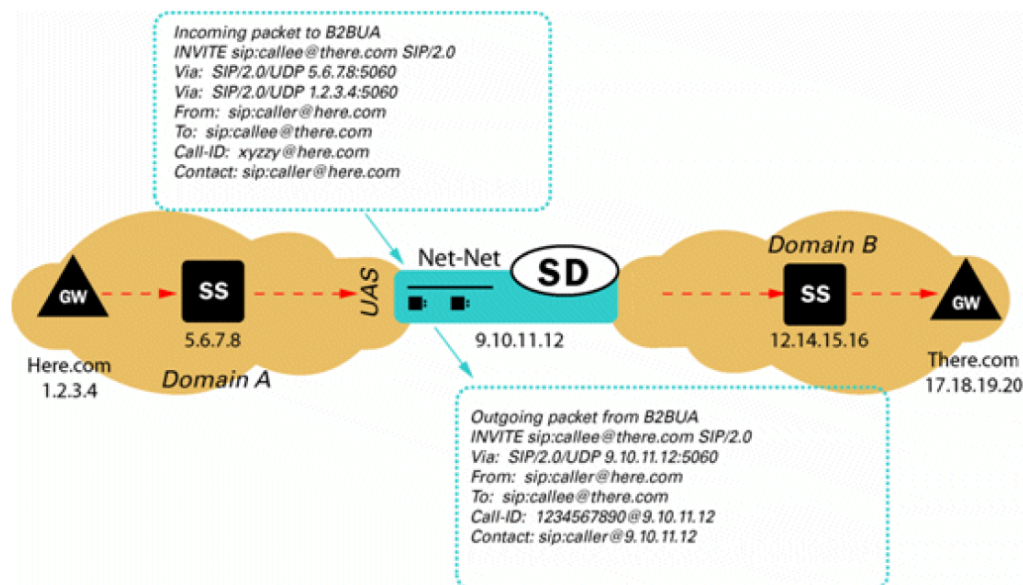 Incoming packet to B2BUA
INVITE sip:callee@there.com SIP/2.0
Via: SIP/2.0/UDP 5.6.7.8:5060
Via: SIP/2.0/UDP 1.2.3.4:5060
From: sip:caller@here.com
To: sip:callee@there.com
Call-ID: xyzzy@here.com
Contact: sip:caller@here.com
GW
Here.com
1.2.3.4
SS
5.6.7.8
Domain A
UAS
Net-Net
SD
9.10.11.12
Domain B
SS
12.14.15.16
GW
There.com
17.18.19.20
Outgoing packet from B2BUA
INVITE sip:callee@there.com SIP/2.0
Via: SIP/2.0/UDP 9.10.11.12:5060
From: sip:caller@here.com
To: sip:callee@there.com
Call-ID: 1234567890@9.10.11.12
Contact: sip:caller@9.10.11.12